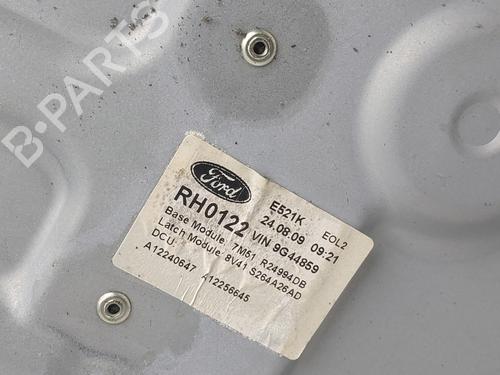 B-PARTS
Ford
E521K EOL2
RH0122 24.08.09 09:21
VIN 9G44859
Base Module: 7M51 R24994DB
Latch Module: 8V41 S264A26AD
DCU:
A12240647 A12256645